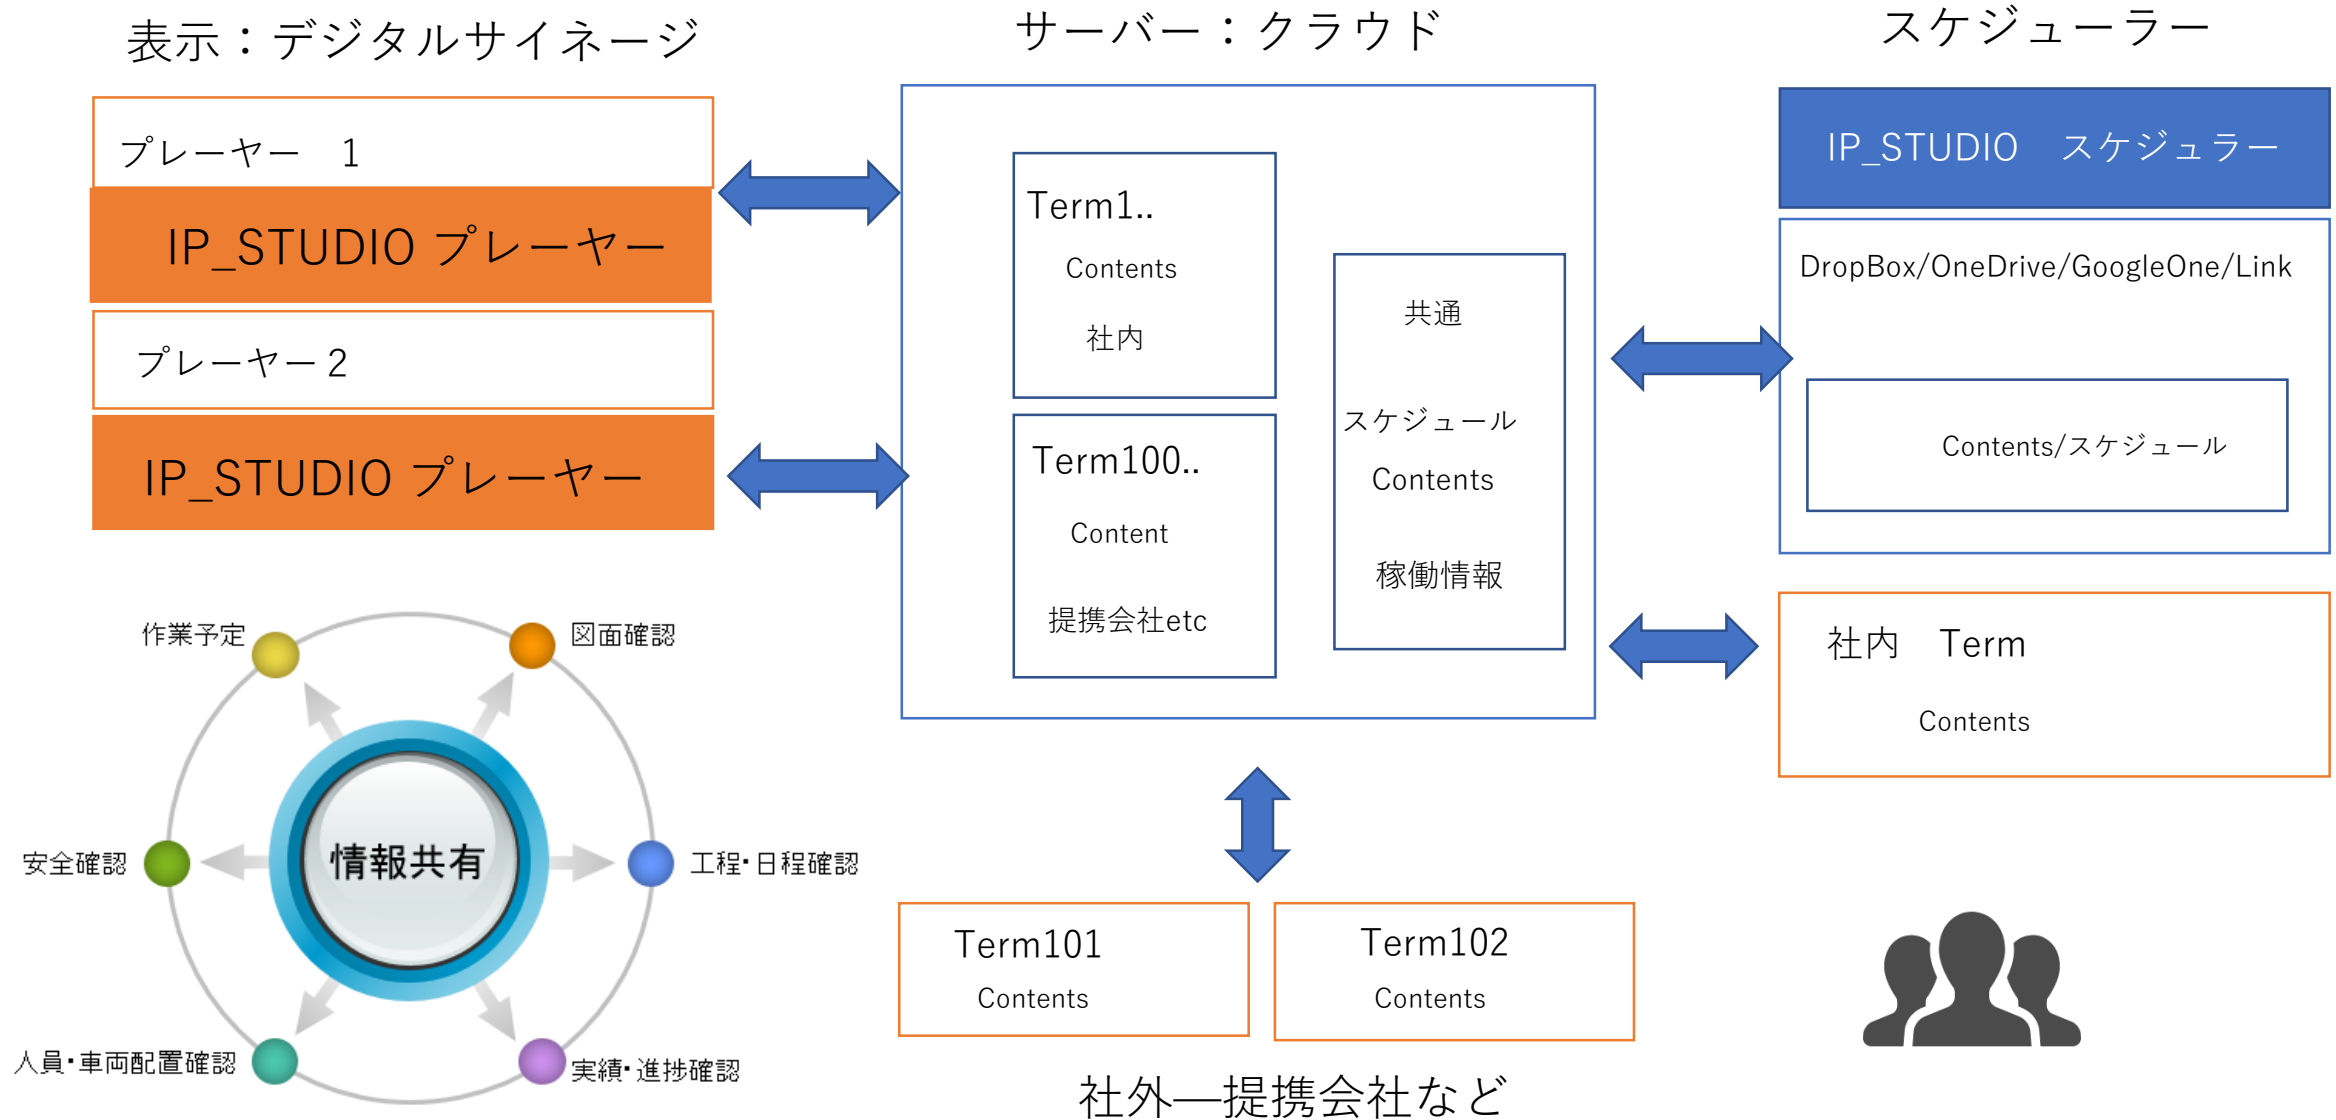 表示：デジタルサイネージ
プレーヤー　1
IP_STUDIO プレーヤー
プレーヤー２
IP_STUDIO プレーヤー
サーバー：クラウド
Term1..
Contents
社内
Term100..
Content
提携会社etc
共通
スケジュール
Contents
稼働情報
スケジューラー
IP_STUDIO　スケジュラー
DropBox/OneDrive/GoogleOne/Link
Contents/スケジュール
社内　Term
Contents
作業予定
図面確認
安全確認
情報共有
工程・日程確認
人員・車両配置確認
実績・進捗確認
Term101
Contents
Term102
Contents
社外―提携会社など